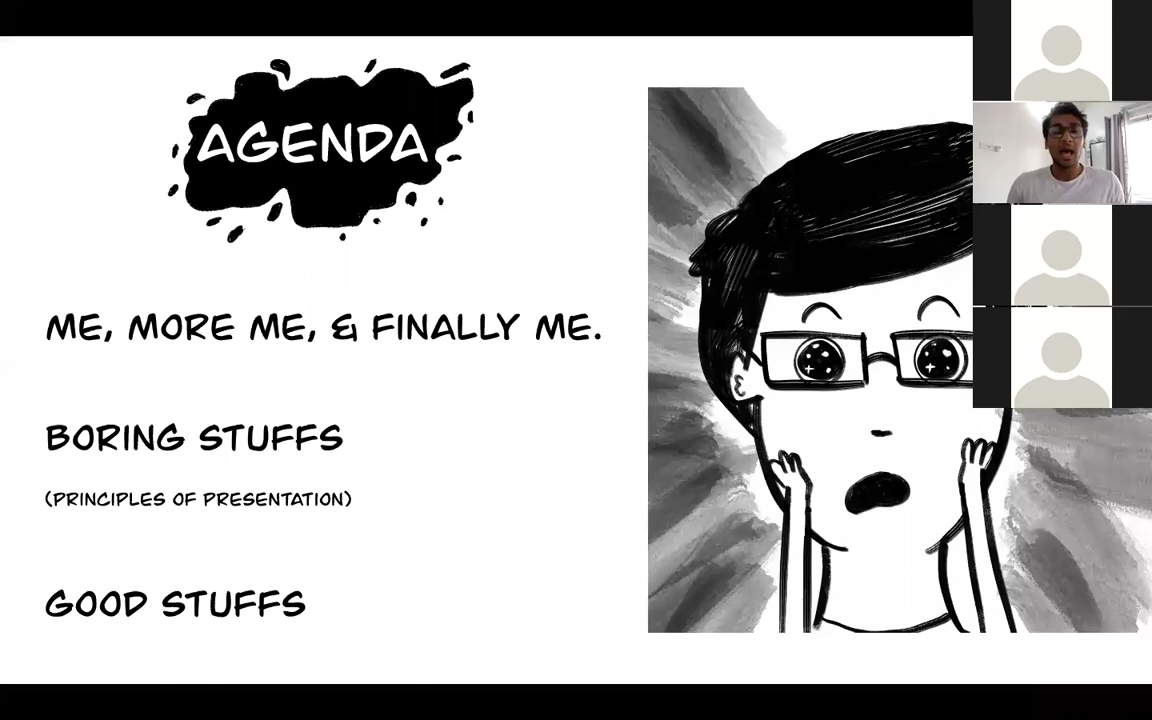 AGENDA
ME, MORE ME, & FINALLY ME.
BORING STUFFS
(PRINCIPLES OF PRESENTATION)
GOOD STUFFS